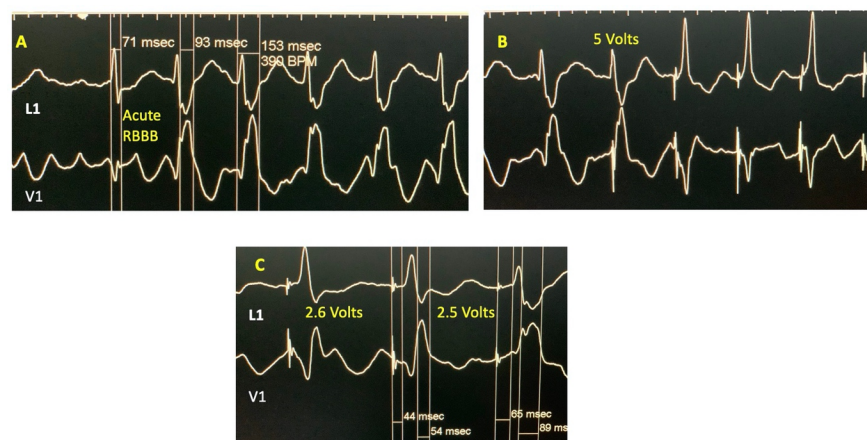 A
71 msec
93 msec
153 msec
390 BPM
L1
Acute
RBBB
V1
B
5 Volts
C
L1
2.6 Volts
2.5 Volts
V1
44 msec
54 msec
65 msec
89 ms